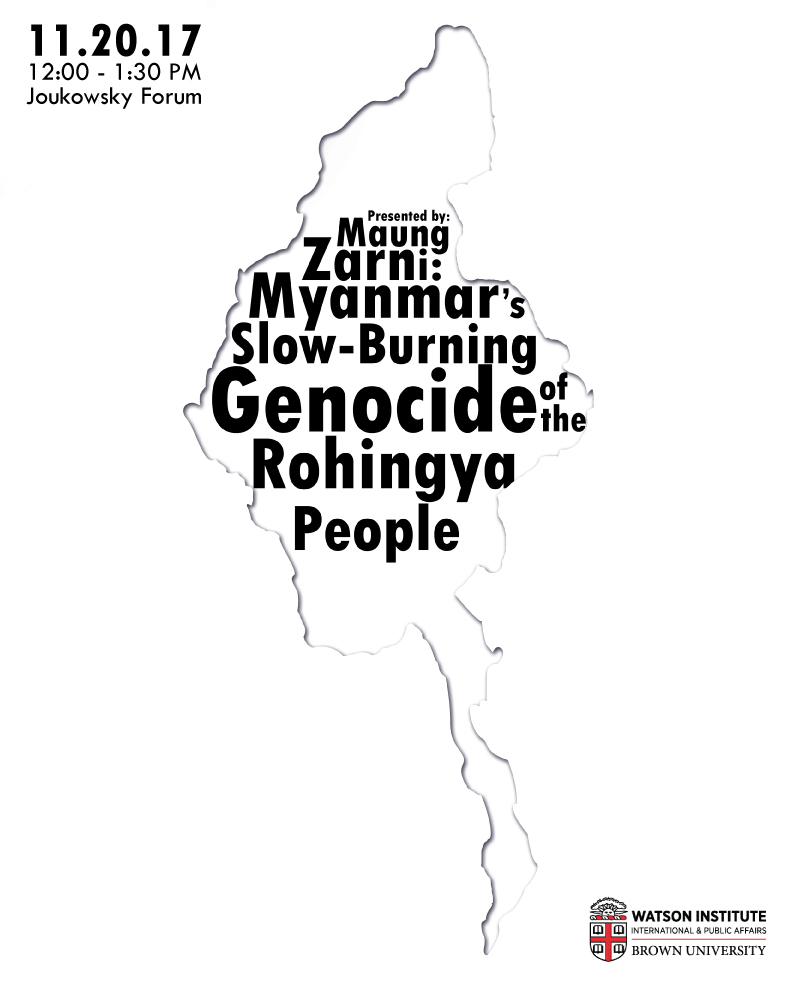 11.20.17
12:00 - 1:30 PM
Joukowsky Forum
Presented by:
Maung
Zarni:
Myanmar's
Slow-Burning
Genocide of the
Rohingya
People
WATSON INSTITUTE
INTERNATIONAL & PUBLIC AFFAIRS
BROWN UNIVERSITY